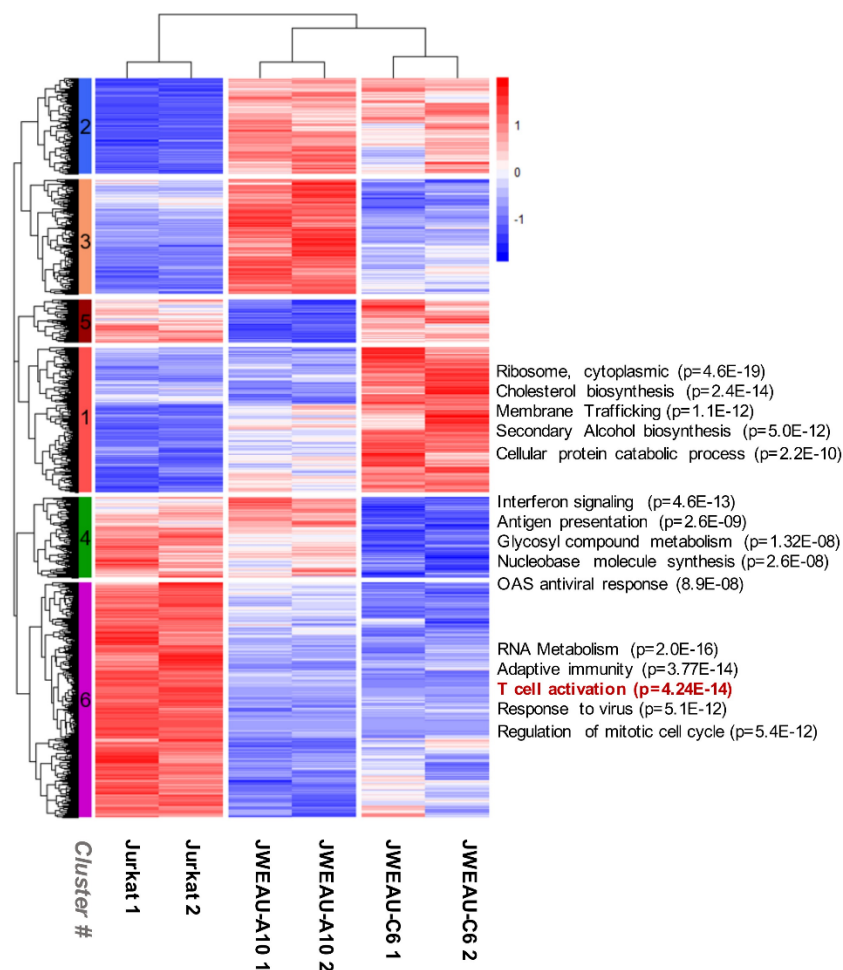 2
3
5
1
4
6
1
-1
Ribosome, cytoplasmic (p=4.6E-19)
Cholesterol biosynthesis (p=2.4E-14)
Membrane Trafficking (p=1.1E-12)
Secondary Alcohol biosynthesis (p=5.0E-12)
Cellular protein catabolic process (p=2.2E-10)
Interferon signaling (p=4.6E-13)
Antigen presentation (p=2.6E-09)
Glycosyl compound metabolism (p=1.32E-08)
Nucleobase molecule synthesis (p=2.6E-08)
OAS antiviral response (8.9E-08)
RNA Metabolism (p=2.0E-16)
Adaptive immunity (p=3.77E-14)
T cell activation (p=4.24E-14)
Response to virus (p=5.1E-12)
Regulation of mitotic cell cycle (p=5.4E-12)
Cluster #
Jurkat 1
Jurkat 2
JWEAU-A10 1
JWEAU-A10 2
JWEAU-C6 1
JWEAU-C6 2